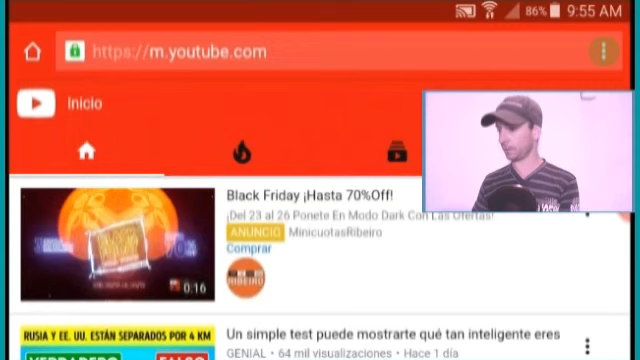 86% 9:55 AM
https://m.youtube.com
Inicio
Black Friday ¡Hasta 70%Off!
¡Del 23 al 26 Ponete En Modo Dark Con Las Ofertas!
ANUNCIO MinicuotasRibeiro
Comprar
RIBEIRO
0:16
RUSIA Y EE. UU. ESTÁN SEPARADOS POR 4 KM
VERDADERO FALSO
Un simple test puede mostrarte qué tan inteligente eres
GENIAL • 64 mil visualizaciones • Hace 1 día